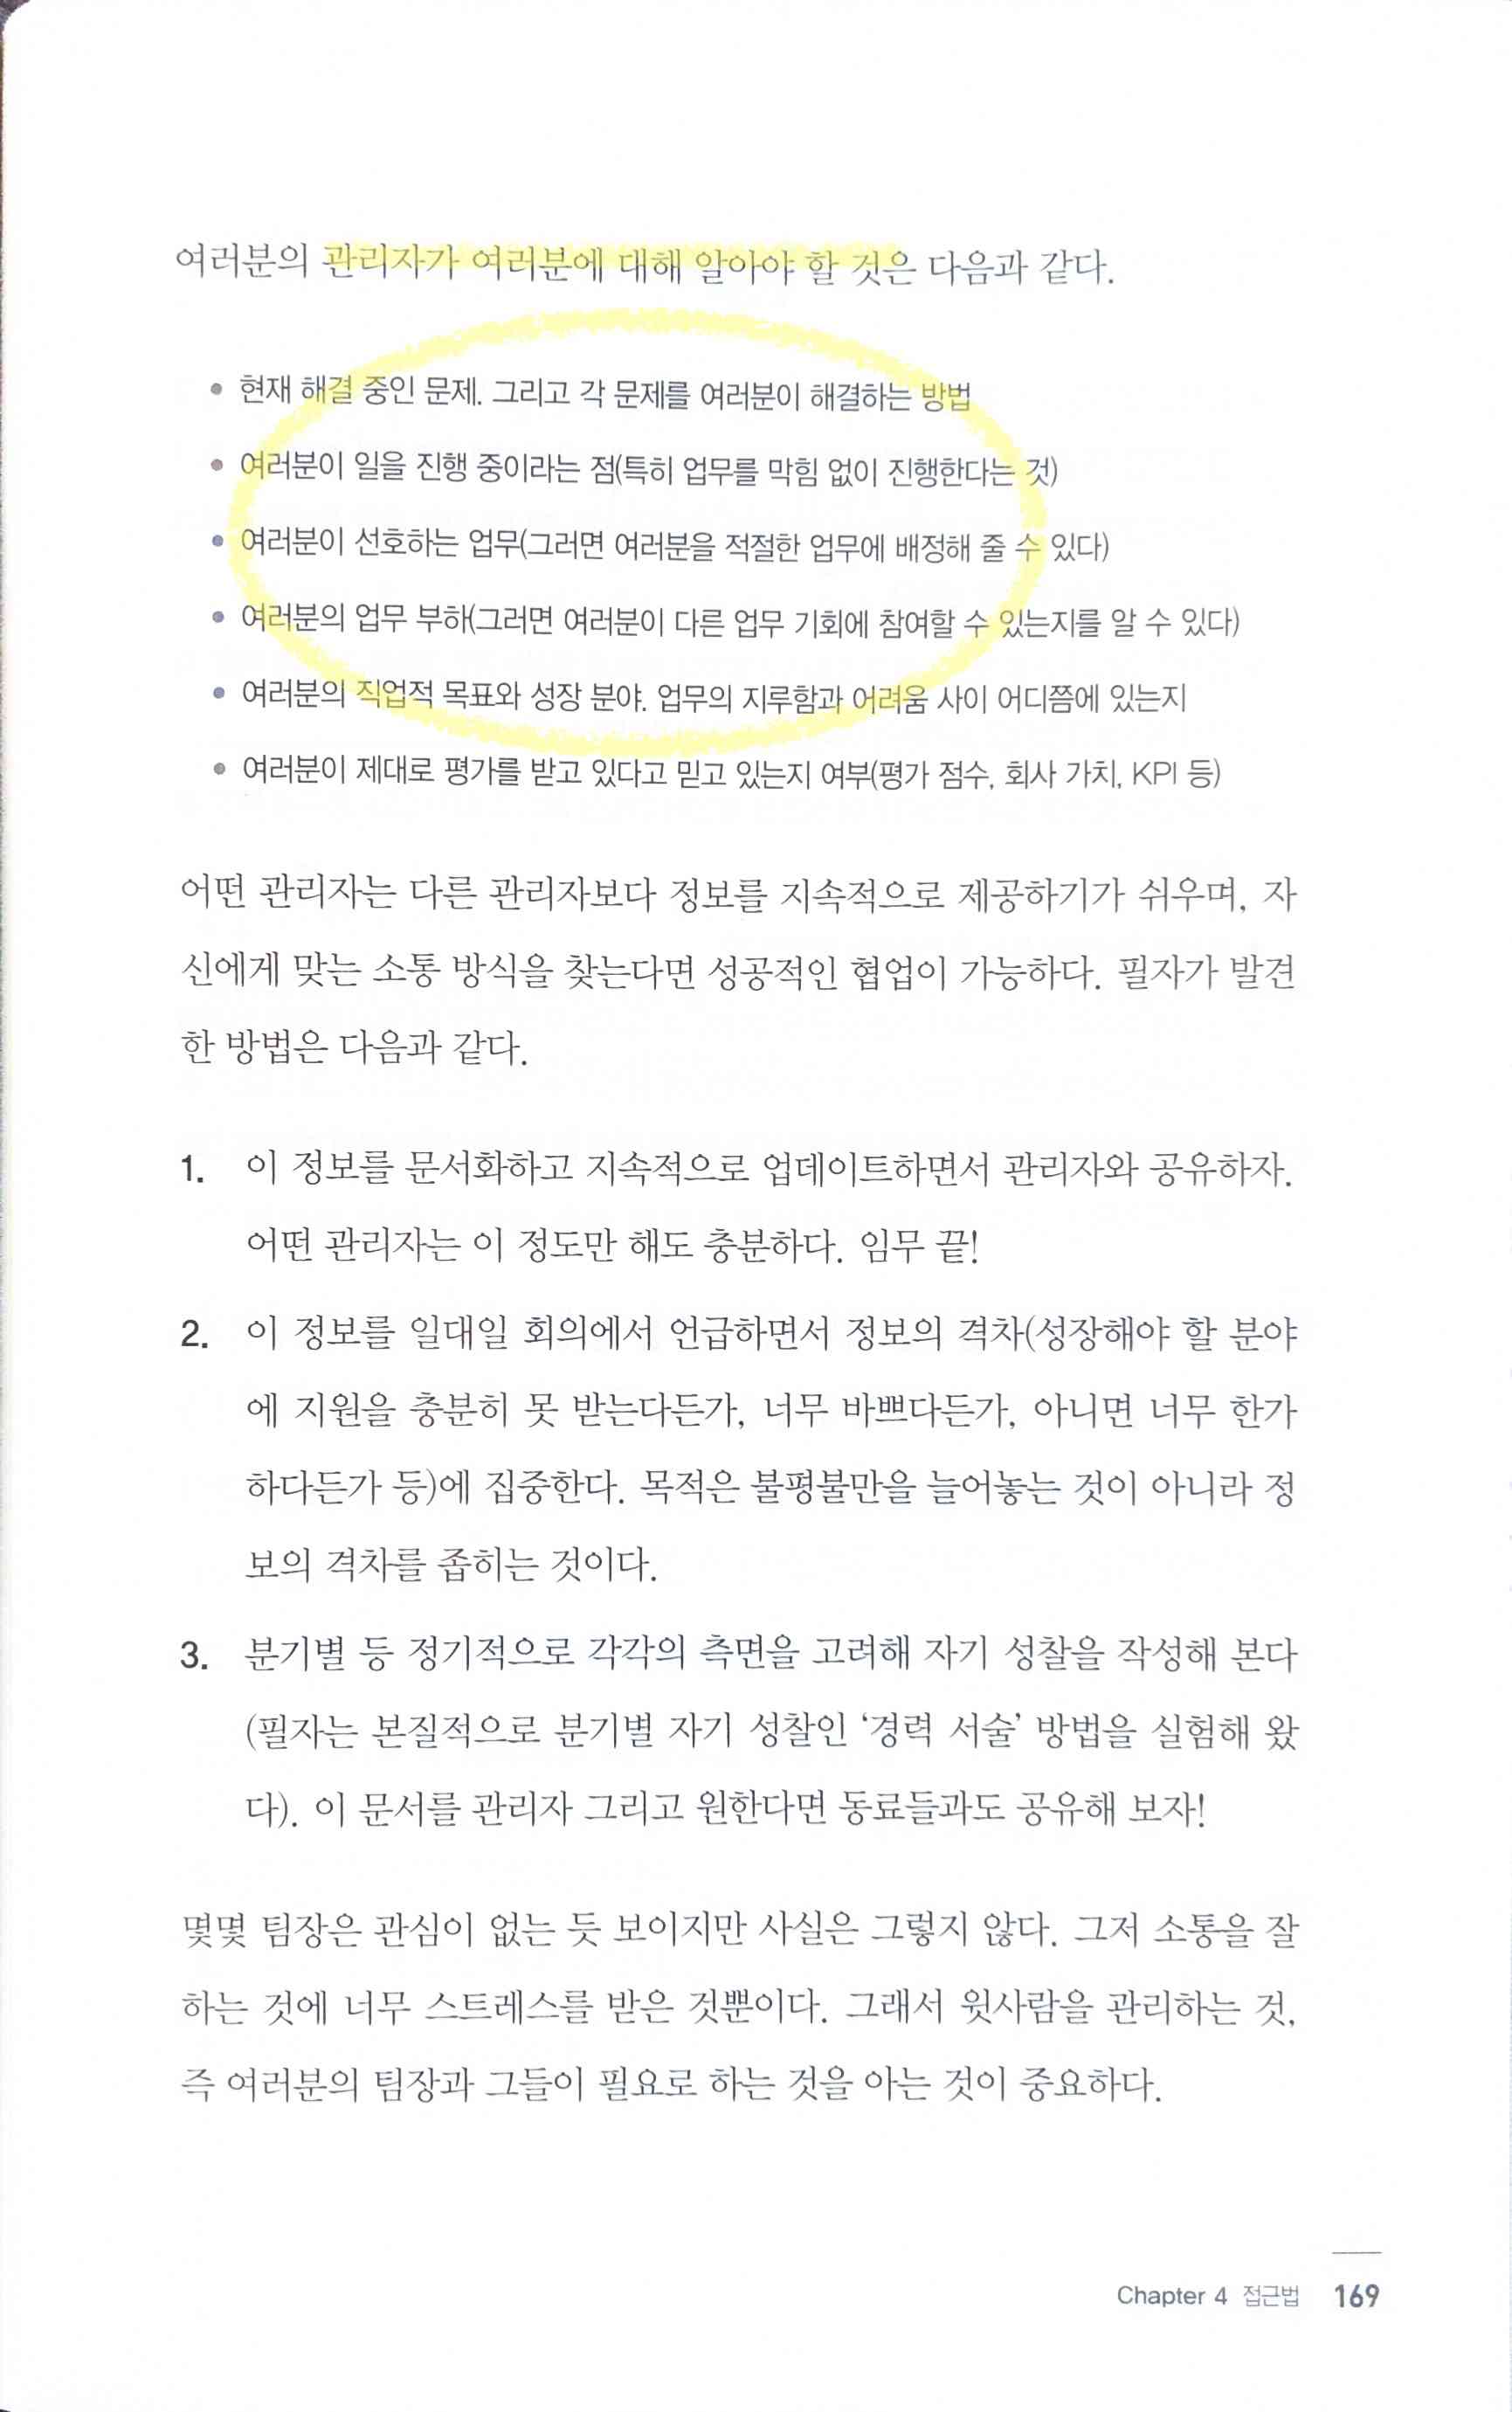 여러분의 관리자가 여러분에 대해 알아야 할 것은 다음과 같다.
• 현재 해결 중인 문제. 그리고 각 문제를 여러분이 해결하는 방법
• 여러분이 일을 진행 중이라는 점(특히 업무를 막힘 없이 진행한다는 것)
• 여러분이 선호하는 업무(그러면 여러분을 적절한 업무에 배정해 줄 수 있다)
• 여러분의 업무 부하(그러면 여러분이 다른 업무 기회에 참여할 수 있는지를 알 수 있다)
• 여러분의 직업적 목표와 성장 분야. 업무의 지루함과 어려움 사이 어디쯤에 있는지
• 여러분이 제대로 평가를 받고 있다고 믿고 있는지 여부(평가 점수, 회사 가치, KPI 등)
어떤 관리자는 다른 관리자보다 정보를 지속적으로 제공하기가 쉬우며, 자
신에게 맞는 소통 방식을 찾는다면 성공적인 협업이 가능하다. 필자가 발견
한 방법은 다음과 같다.
1. 이 정보를 문서화하고 지속적으로 업데이트하면서 관리자와 공유하자.
어떤 관리자는 이 정도만 해도 충분하다. 임무 끝!
2. 이 정보를 일대일 회의에서 언급하면서 정보의 격차(성장해야 할 분야
에 지원을 충분히 못 받는다든가, 너무 바쁘다든가, 아니면 너무 한가
하다든가 등)에 집중한다. 목적은 불평불만을 늘어놓는 것이 아니라 정
보의 격차를 좁히는 것이다.
3. 분기별 등 정기적으로 각각의 측면을 고려해 자기 성찰을 작성해 본다
(필자는 본질적으로 분기별 자기 성찰인 ‘경력 서술’ 방법을 실험해 왔
다). 이 문서를 관리자 그리고 원한다면 동료들과도 공유해 보자!
몇몇 팀장은 관심이 없는 듯 보이지만 사실은 그렇지 않다. 그저 소통을 잘
하는 것에 너무 스트레스를 받은 것뿐이다. 그래서 윗사람을 관리하는 것,
즉 여러분의 팀장과 그들이 필요로 하는 것을 아는 것이 중요하다.
Chapter 4 접근법 169